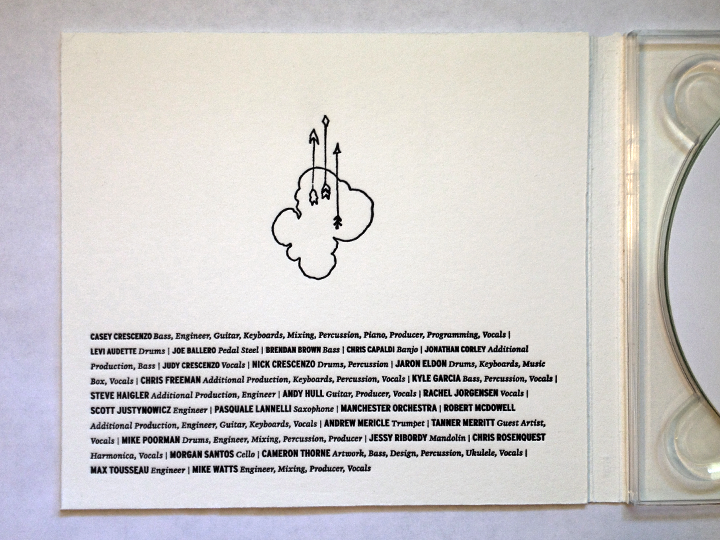 CASEY CRESCENZO Bass, Engineer, Guitar, Keyboards, Mixing, Percussion, Piano, Producer, Programming, Vocals |
LEVI AUDETTE Drums | JOE BALLERO Pedal Steel | BRENDAN BROWN Bass | CHRIS CAPALDI Banjo | JONATHAN CORLEY Additional
Production, Bass | JUDY CRESCENZO Vocals | NICK CRESCENZO Drums, Percussion | JARON ELDON Drums, Keyboards, Music
Box, Vocals | CHRIS FREEMAN Additional Production, Keyboards, Percussion, Vocals | KYLE GARCIA Bass, Percussion, Vocals |
STEVE HAIGLER Additional Production, Engineer | ANDY HULL Guitar, Producer, Vocals | RACHEL JORGENSEN Vocals |
SCOTT JUSTYNOWICZ Engineer | PASQUALE LANNELLI Saxophone | MANCHESTER ORCHESTRA | ROBERT MCDOWELL
Additional Production, Engineer, Guitar, Keyboards, Vocals | ANDREW MERICLE Trumpet | TANNER MERRITT Guest Artist,
Vocals | MIKE POORMAN Drums, Engineer, Mixing, Percussion, Producer | JESSY RIBORDY Mandolin | CHRIS ROSENQUEST
Harmonica, Vocals | MORGAN SANTOS Cello | CAMERON THORNE Artwork, Bass, Design, Percussion, Ukulele, Vocals |
MAX TOUSSEAU Engineer | MIKE WATTS Engineer, Mixing, Producer, Vocals